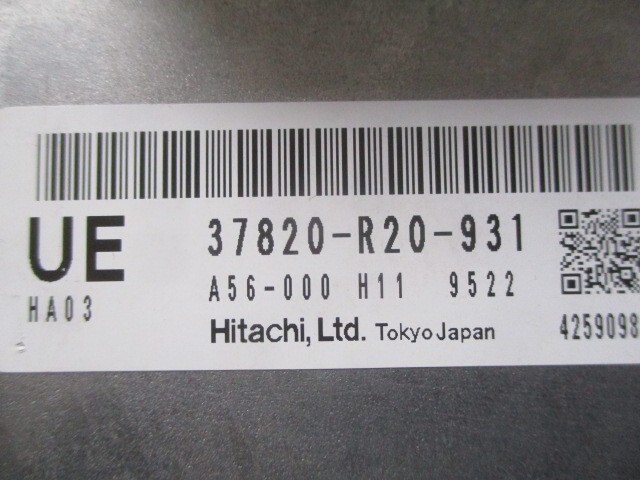 UE
37820-R20-931
HA03
A56-000 H11 9522
Hitachi, Ltd. Tokyo Japan
4259098